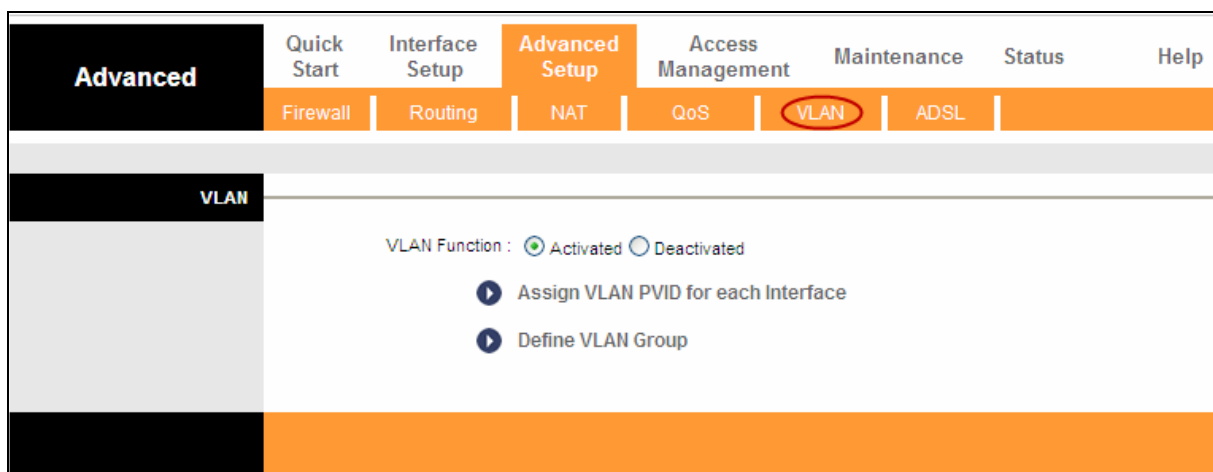 Advanced
Quick Start
Interface Setup
Advanced Setup
Access Management
Maintenance
Status
Help
Firewall
Routing
NAT
QoS
VLAN
ADSL
VLAN
VLAN Function : Activated Deactivated
Assign VLAN PVID for each Interface
Define VLAN Group